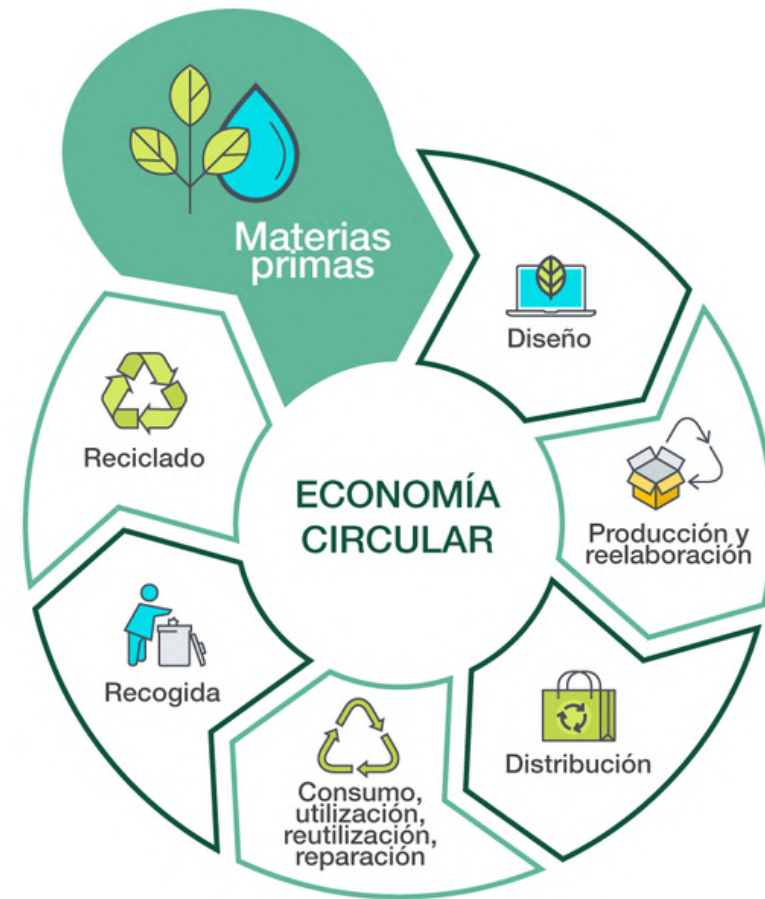 Materias
primas
Diseño
Producción y
reelaboración
Distribución
Consumo,
utilización,
reutilización,
reparación
Recogida
Reciclado
ECONOMÍA
CIRCULAR